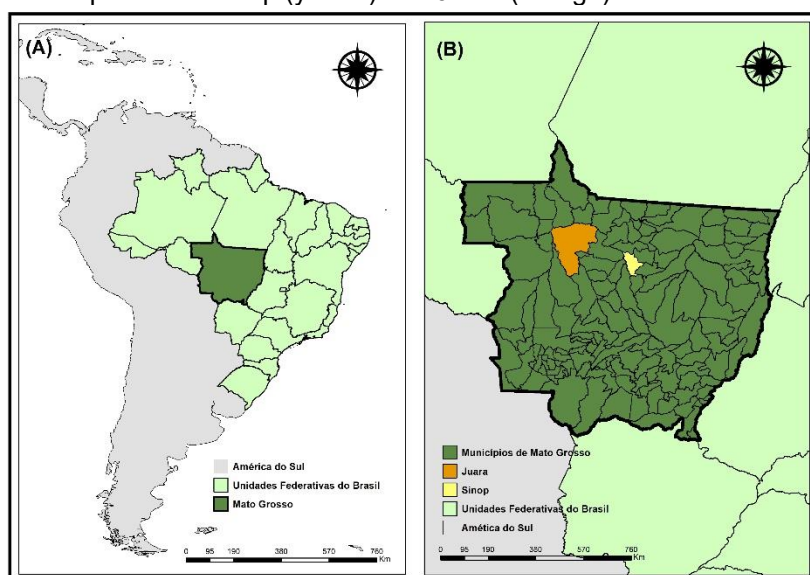 (A)
América do Sul
Unidades Federativas do Brasil
Mato Grosso
0 95 190 380 570 760
Km
(B)
Municípios de Mato Grosso
Juara
Sinop
Unidades Federativas do Brasil
Amética do Sul
0 95 190 380 570 760
Km